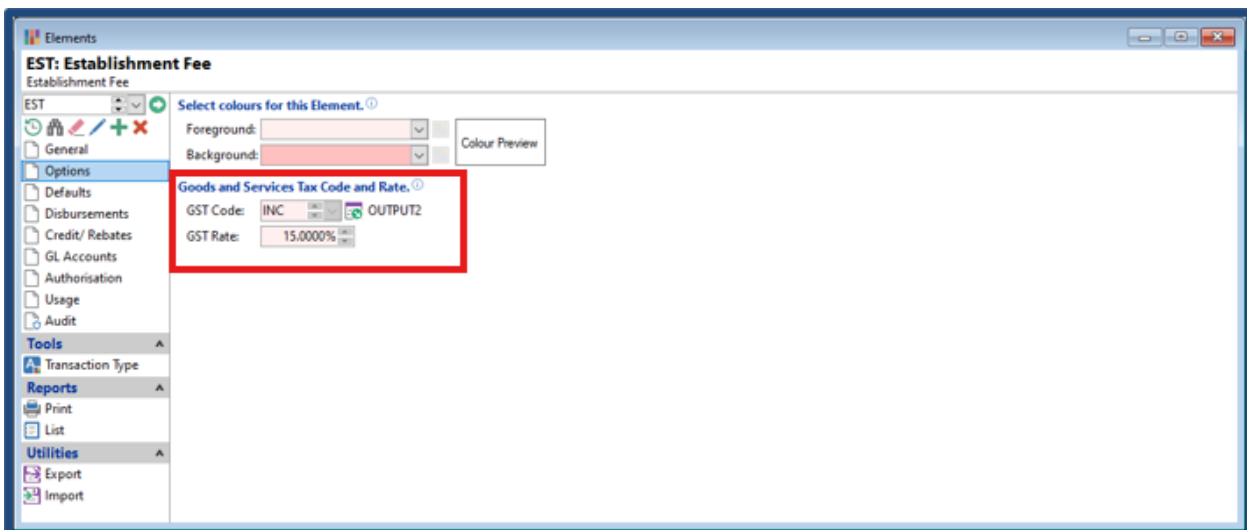 Elements
EST: Establishment Fee
Establishment Fee
EST
General
Options
Defaults
Disbursements
Credit/ Rebates
GL Accounts
Authorisation
Usage
Audit
Tools
Transaction Type
Reports
Print
List
Utilities
Export
Import
Select colours for this Element.
Foreground:
Background:
Colour Preview
Goods and Services Tax Code and Rate.
GST Code: INC OUTPUT2
GST Rate: 15.0000%